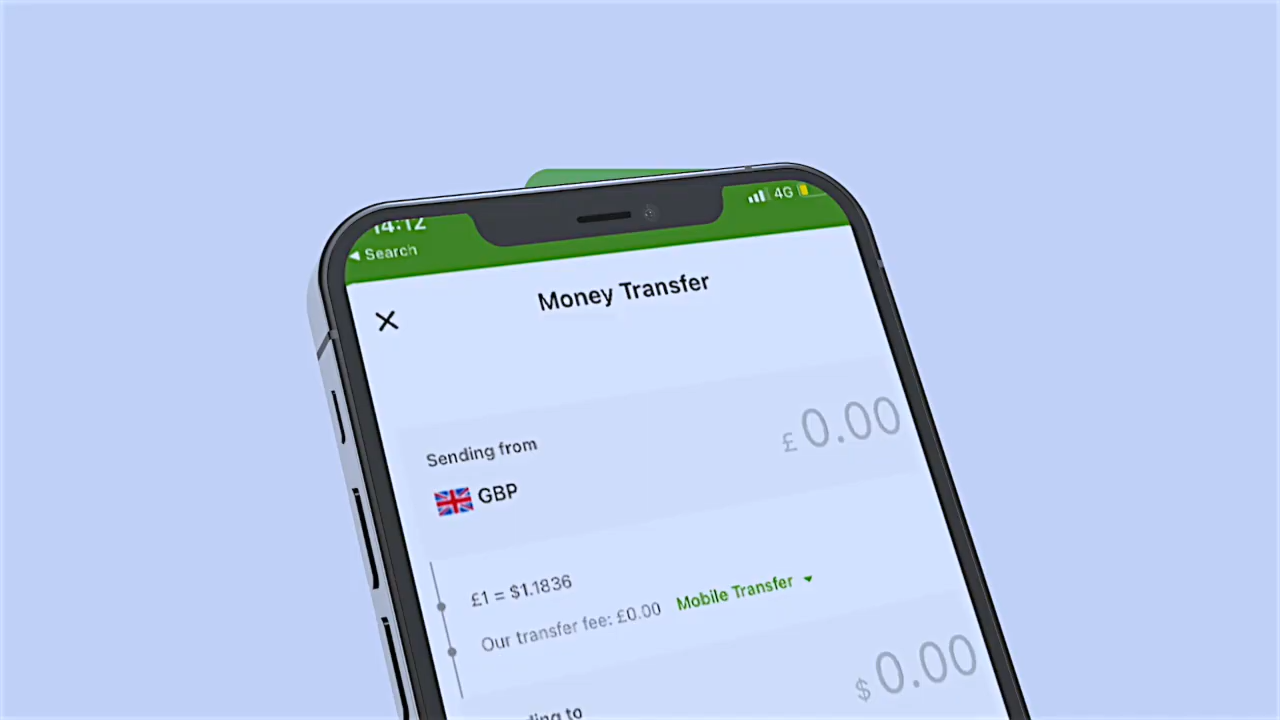 14:12
4G
◀ Search
Money Transfer
Sending from
£ 0.00
GBP
£1 = $1.1836
Our transfer fee: £0.00 Mobile Transfer
$ 0.00
to